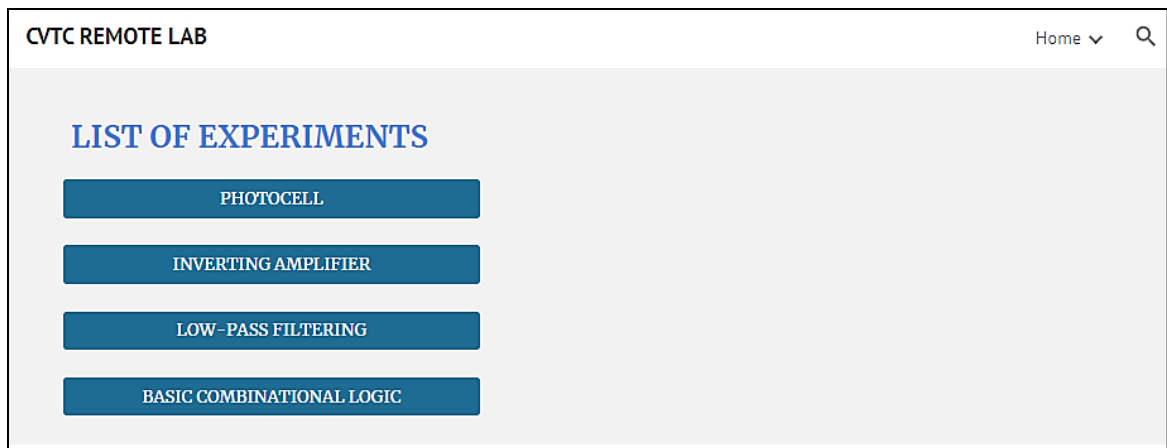 CVTC REMOTE LAB
Home
LIST OF EXPERIMENTS
PHOTOCELL
INVERTING AMPLIFIER
LOW-PASS FILTERING
BASIC COMBINATIONAL LOGIC